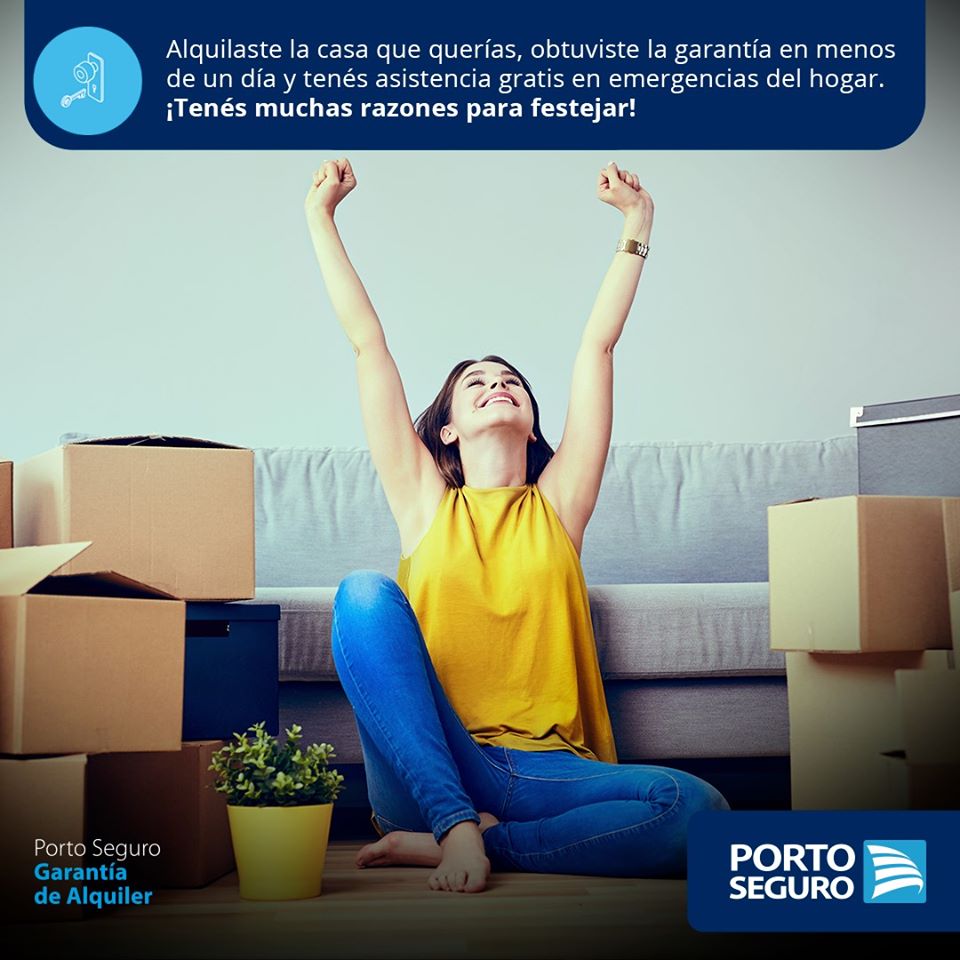 Alquilaste la casa que querías, obtuviste la garantía en menos
de un día y tenés asistencia gratis en emergencias del hogar.
¡Tenés muchas razones para festejar!
Porto Seguro
Garantía
de Alquiler
PORTO
SEGURO